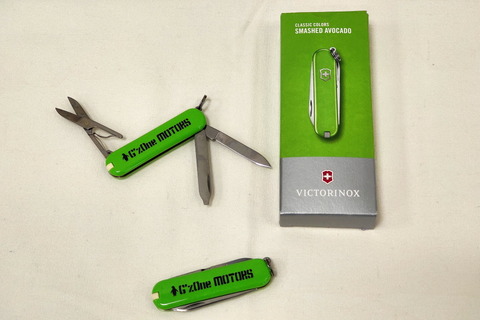 CLASSIC COLORS
SMASHED AVOCADO
VICTORINOX
G'zOne MOTORS
G'zOne MOTORS